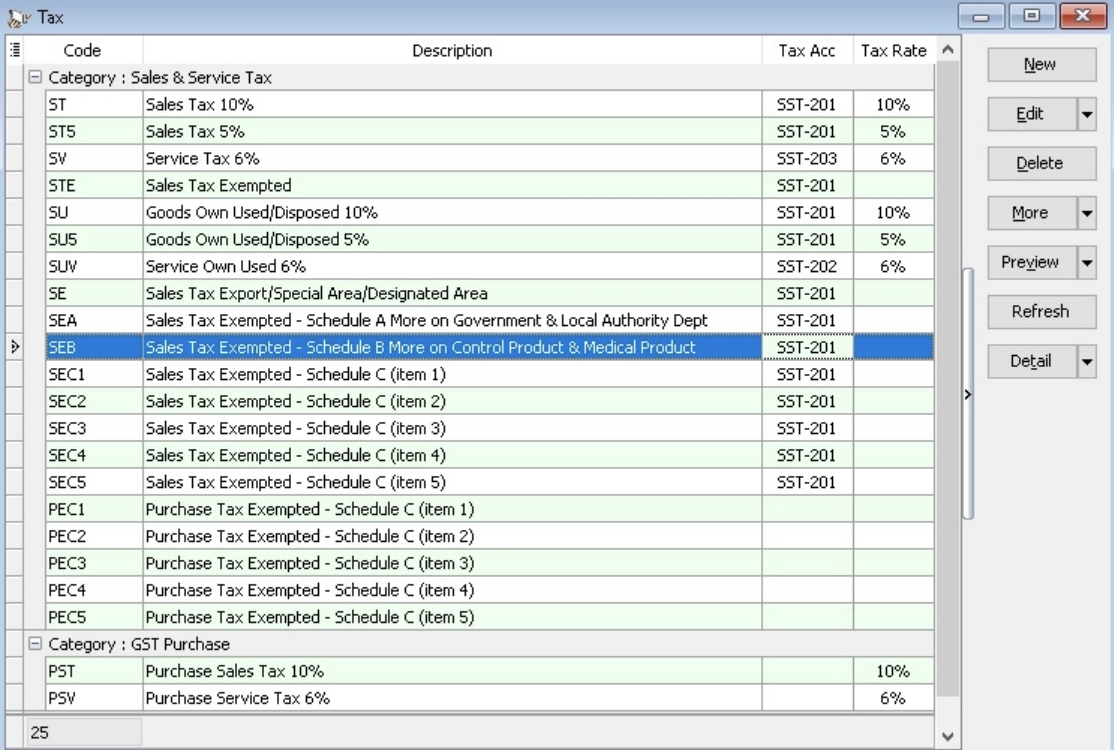 Tax
Code Description Tax Acc Tax Rate
Category : Sales & Service Tax
ST Sales Tax 10% SST-201 10%
ST5 Sales Tax 5% SST-201 5%
SV Service Tax 6% SST-203 6%
STE Sales Tax Exempted SST-201
SU Goods Own Used/Disposed 10% SST-201 10%
SU5 Goods Own Used/Disposed 5% SST-201 5%
SUV Service Own Used 6% SST-202 6%
SE Sales Tax Export/Special Area/Designated Area SST-201
SEA Sales Tax Exempted - Schedule A More on Government & Local Authority Dept SST-201
SEB Sales Tax Exempted - Schedule B More on Control Product & Medical Product SST-201
SEC1 Sales Tax Exempted - Schedule C (item 1) SST-201
SEC2 Sales Tax Exempted - Schedule C (item 2) SST-201
SEC3 Sales Tax Exempted - Schedule C (item 3) SST-201
SEC4 Sales Tax Exempted - Schedule C (item 4) SST-201
SEC5 Sales Tax Exempted - Schedule C (item 5) SST-201
PEC1 Purchase Tax Exempted - Schedule C (item 1)
PEC2 Purchase Tax Exempted - Schedule C (item 2)
PEC3 Purchase Tax Exempted - Schedule C (item 3)
PEC4 Purchase Tax Exempted - Schedule C (item 4)
PEC5 Purchase Tax Exempted - Schedule C (item 5)
Category : GST Purchase
PST Purchase Sales Tax 10% 10%
PSV Purchase Service Tax 6% 6%
25
New
Edit
Delete
More
Preview
Refresh
Detail